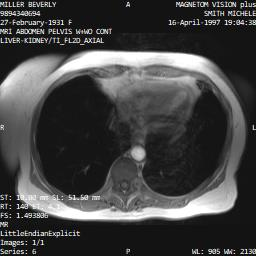 MILLER BEVERLY
A
MAGNETOM VISION plus
9894340694
SMITH MICHELE
27-February-1931 F
16-April-1997 19:04:38
MRI ABDOMEN PELVIS W+WO CONT
LIVER-KIDNEY/T1_FL2D_AXIAL
R
L
ST: 10.00 mm SL: 51.50 mm
RT: 140 ET: 4.1
FS: 1.493806
MR
LittleEndianExplicit
Images: 1/1
Series: 6
P
WL: 905 WW: 2130